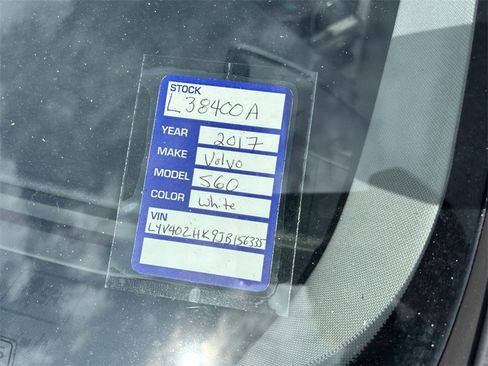 STOCK
L38400A
YEAR 2017
MAKE Volvo
MODEL S60
COLOR White
VIN
LYV402HK9JB156335